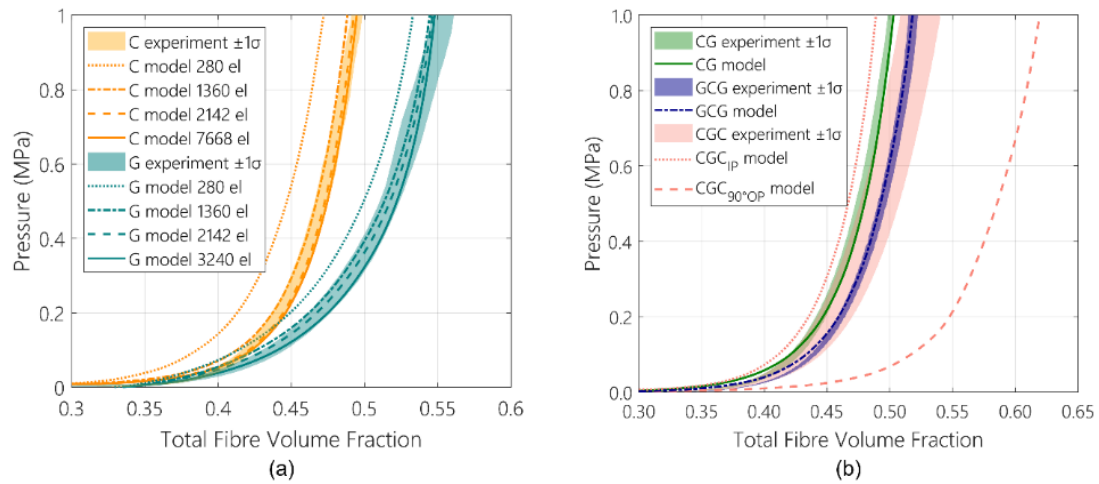 1
0.8
0.6
0.4
0.2
0
Pressure (MPa)
C experiment ±1σ
C model 280 el
C model 1360 el
C model 2142 el
C model 7668 el
G experiment ±1σ
G model 280 el
G model 1360 el
G model 2142 el
G model 3240 el
0.3 0.35 0.4 0.45 0.5 0.55 0.6
Total Fibre Volume Fraction
(a)
1.0
0.8
0.6
0.4
0.2
0.0
Pressure (MPa)
CG experiment ±1σ
CG model
GCG experiment ±1σ
GCG model
CGC experiment ±1σ
CGC_IP model
CGC_90°OP model
0.30 0.35 0.40 0.45 0.50 0.55 0.60 0.65
Total Fibre Volume Fraction
(b)